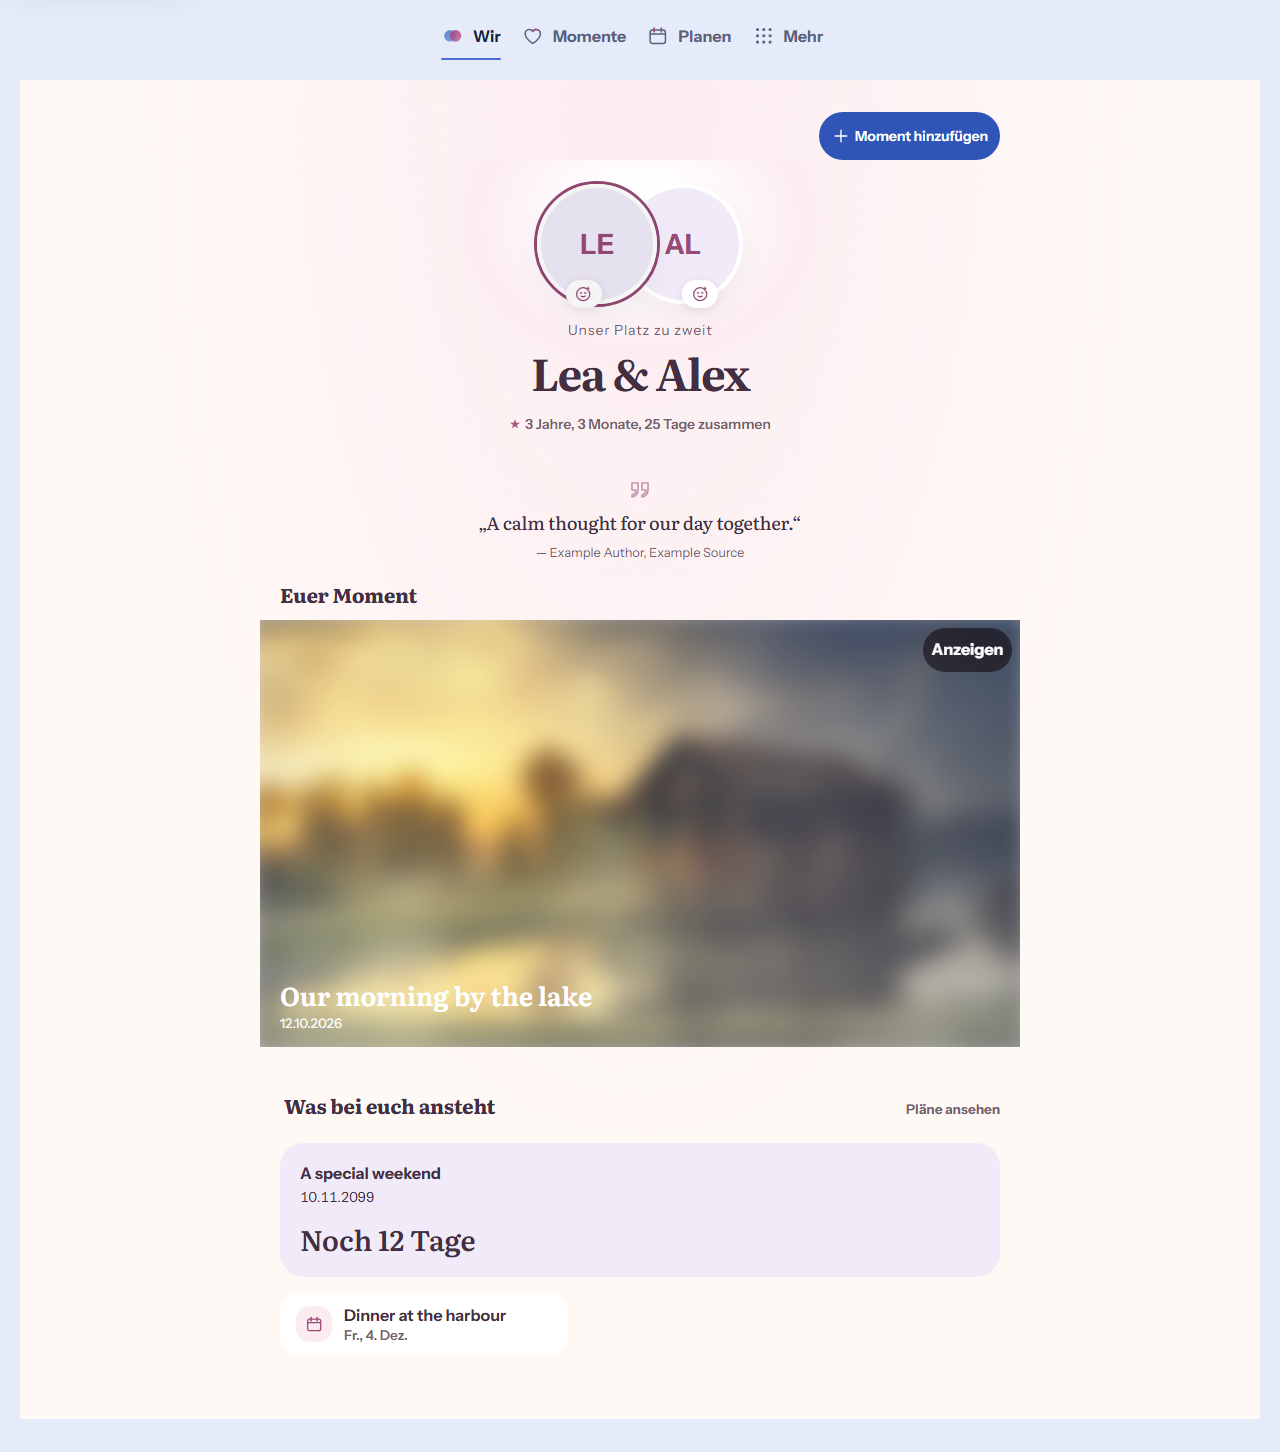 Wir
Momente
Planen
Mehr
Moment hinzufügen
LE
AL
Unser Platz zu zweit
Lea & Alex
★ 3 Jahre, 3 Monate, 25 Tage zusammen
„A calm thought for our day together.“
— Example Author, Example Source
Euer Moment
Anzeigen
Our morning by the lake
12.10.2026
Was bei euch ansteht
Pläne ansehen
A special weekend
10.11.2099
Noch 12 Tage
Dinner at the harbour
Fr., 4. Dez.